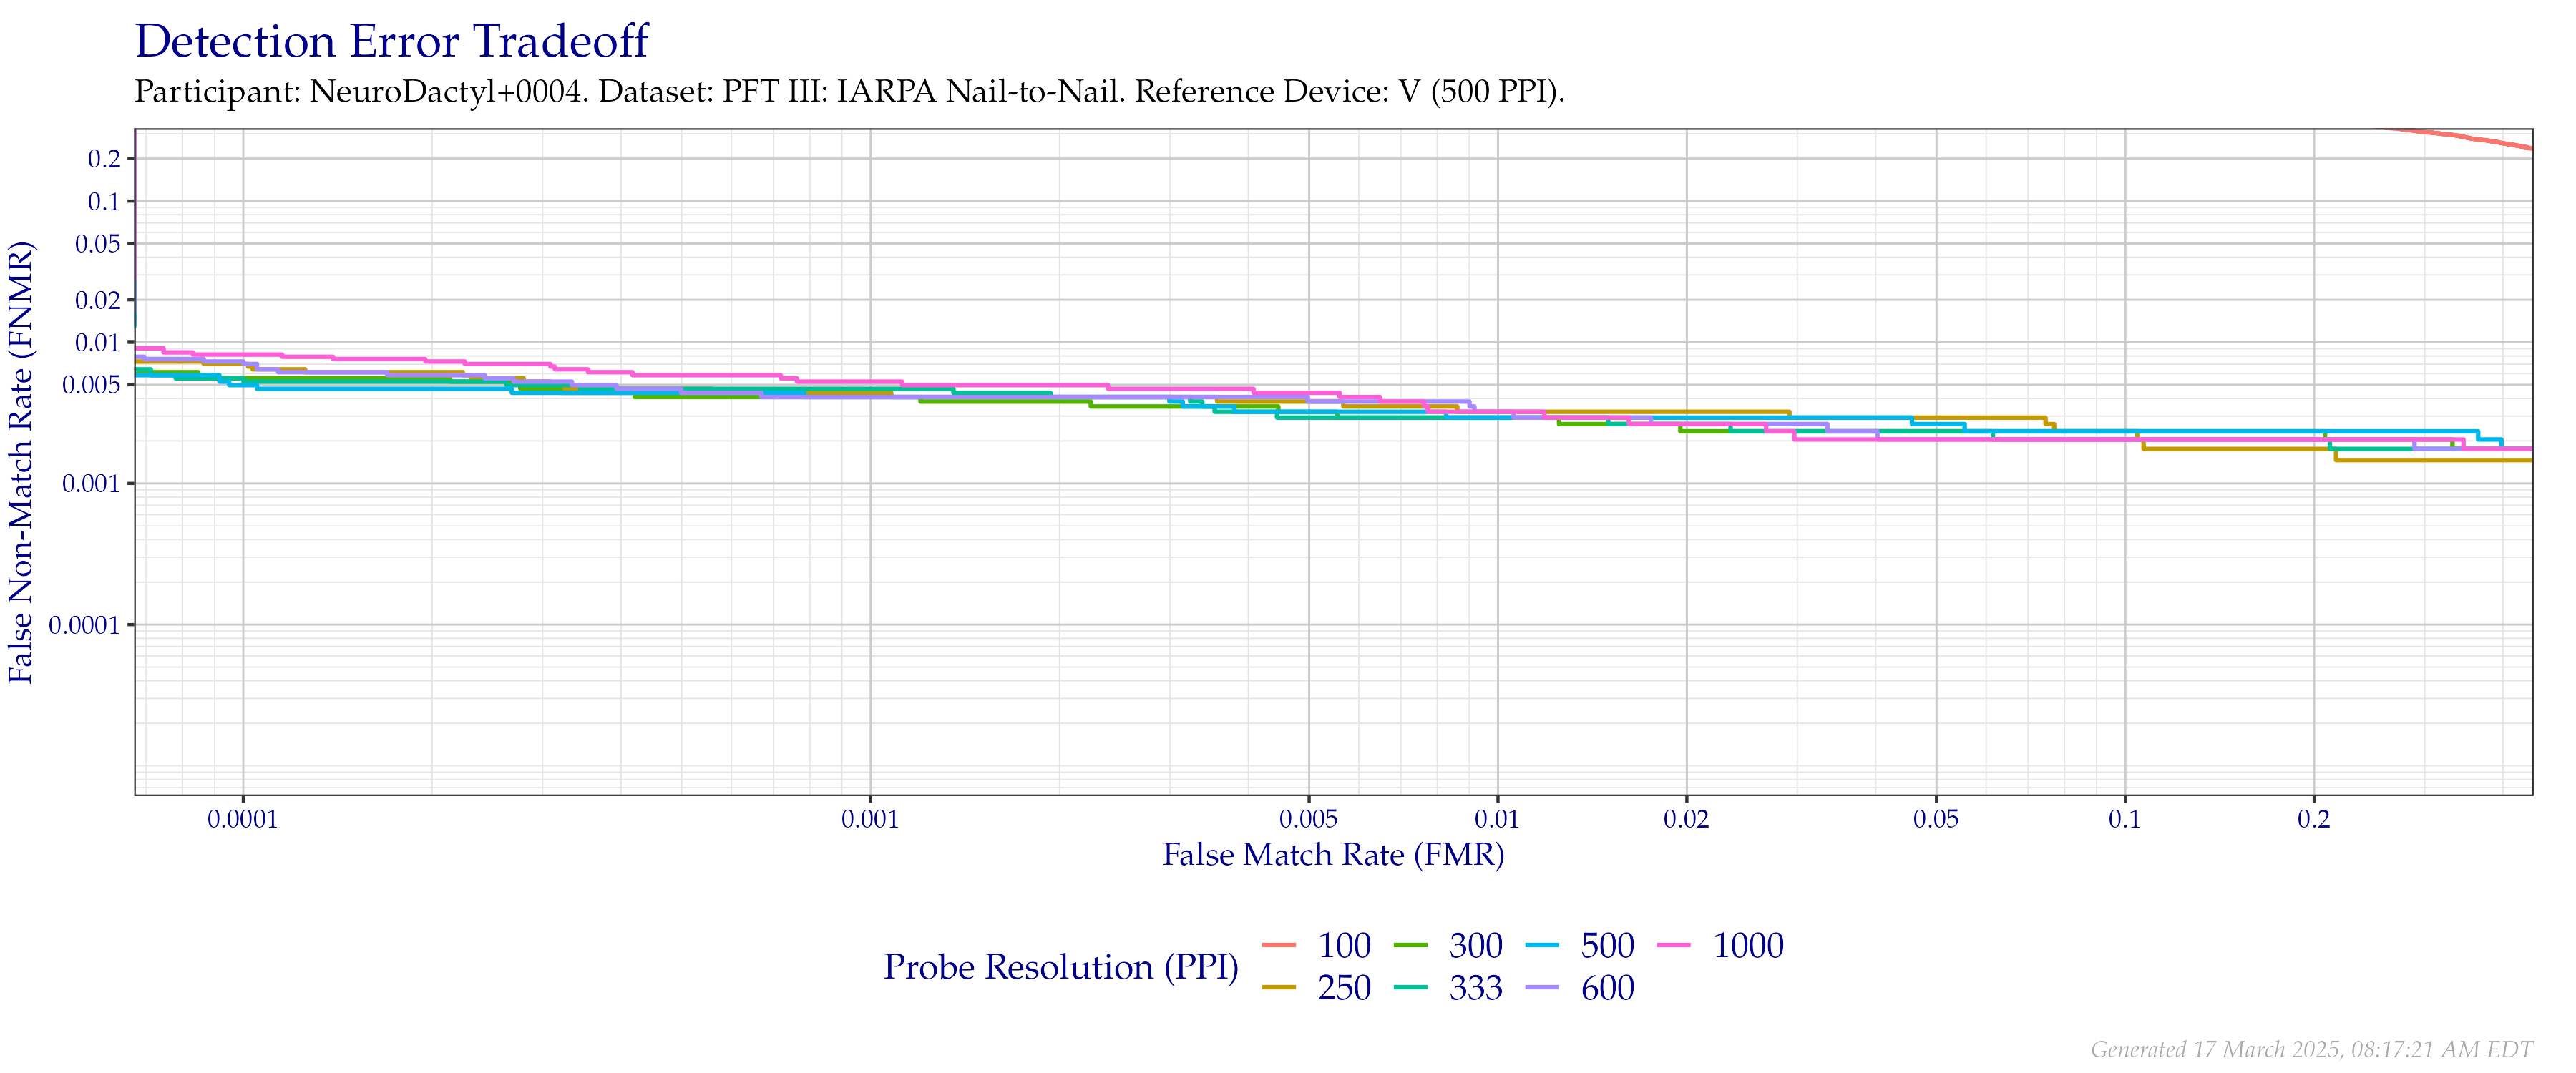 Detection Error Tradeoff
Participant: NeuroDactyl+0004. Dataset: PFT III: IARPA Nail-to-Nail. Reference Device: V (500 PPI).
False Non-Match Rate (FNMR)
0.2
0.1
0.05
0.02
0.01
0.005
0.001
0.0001
0.0001 0.001 0.005 0.01 0.02 0.05 0.1 0.2
False Match Rate (FMR)
Probe Resolution (PPI)
100 300 500 1000
250 333 600
Generated 17 March 2025, 08:17:21 AM EDT